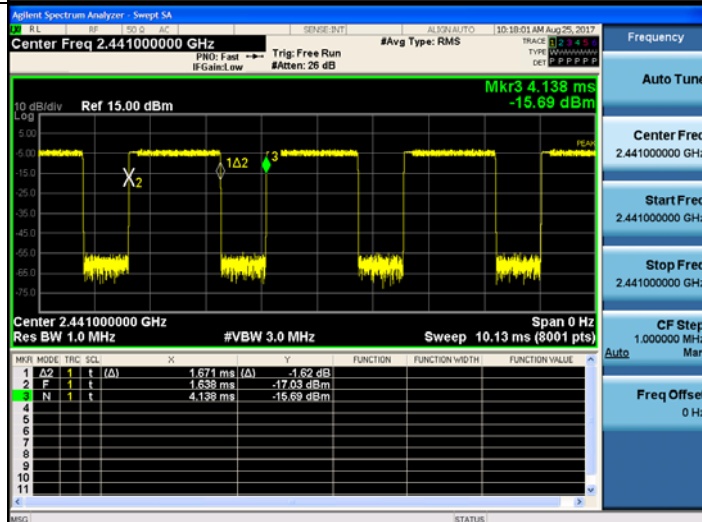 Agilent Spectrum Analyzer - Swept SA
RL RF 50 Ω AC SENSE:INT ALIGNAUTO 10:18:01 AM Aug 25, 2017
Center Freq 2.441000000 GHz
PNO: Fast
IFGain:Low
Trig: Free Run
#Atten: 26 dB
#Avg Type: RMS
TRACE 1 2 3 4 5 6
TYPE
DET P P P P P P
Mkr3 4.138 ms
-15.69 dBm
10 dB/div
Log
Ref 15.00 dBm
5.00
-5.00
-15.0
-25.0
-35.0
-45.0
-55.0
-65.0
-75.0
PEAK
X2
1Δ2
3
Center 2.441000000 GHz
Span 0 Hz
Res BW 1.0 MHz
#VBW 3.0 MHz
Sweep 10.13 ms (8001 pts)
MKR MODE TRC SCL X Y FUNCTION FUNCTION WIDTH FUNCTION VALUE
1 Δ2 1 t (Δ) 1.671 ms (Δ) -1.62 dB
2 F 1 t 1.638 ms -17.03 dBm
3 N 1 t 4.138 ms -15.69 dBm
4
5
6
7
8
9
10
11
MSG
STATUS
Frequency
Auto Tune
Center Freq
2.441000000 GHz
Start Freq
2.441000000 GHz
Stop Freq
2.441000000 GHz
CF Step
1.000000 MHz
Auto Man
Freq Offset
0 Hz